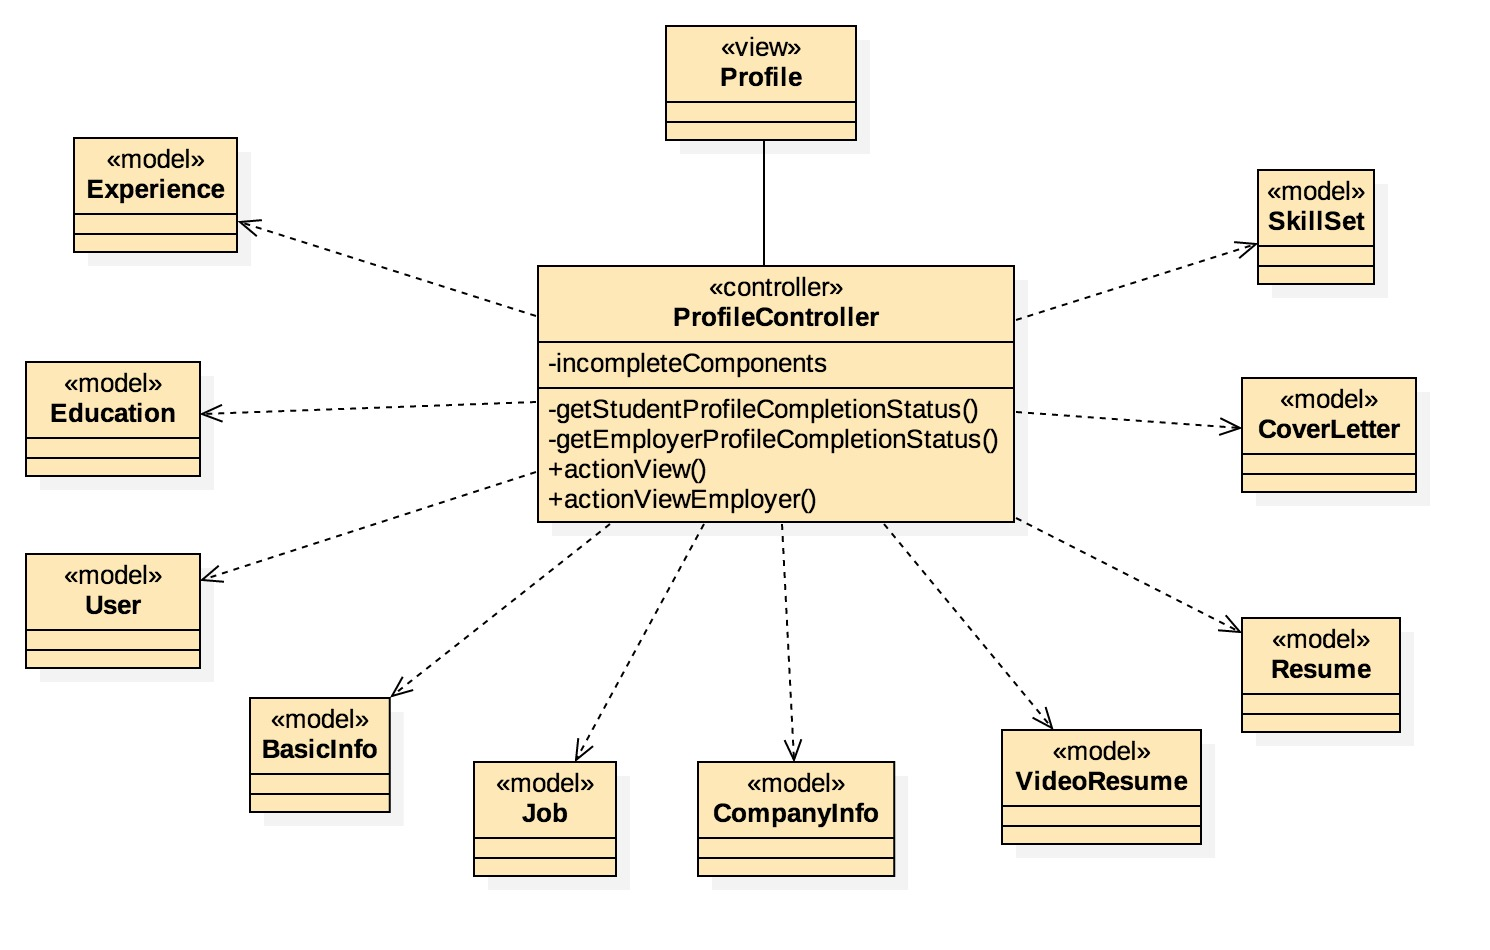 «view»
Profile
«model»
Experience
«model»
SkillSet
«controller»
ProfileController
-incompleteComponents
-getStudentProfileCompletionStatus()
-getEmployerProfileCompletionStatus()
+actionView()
+actionViewEmployer()
«model»
Education
«model»
CoverLetter
«model»
User
«model»
Resume
«model»
BasicInfo
«model»
Job
«model»
CompanyInfo
«model»
VideoResume